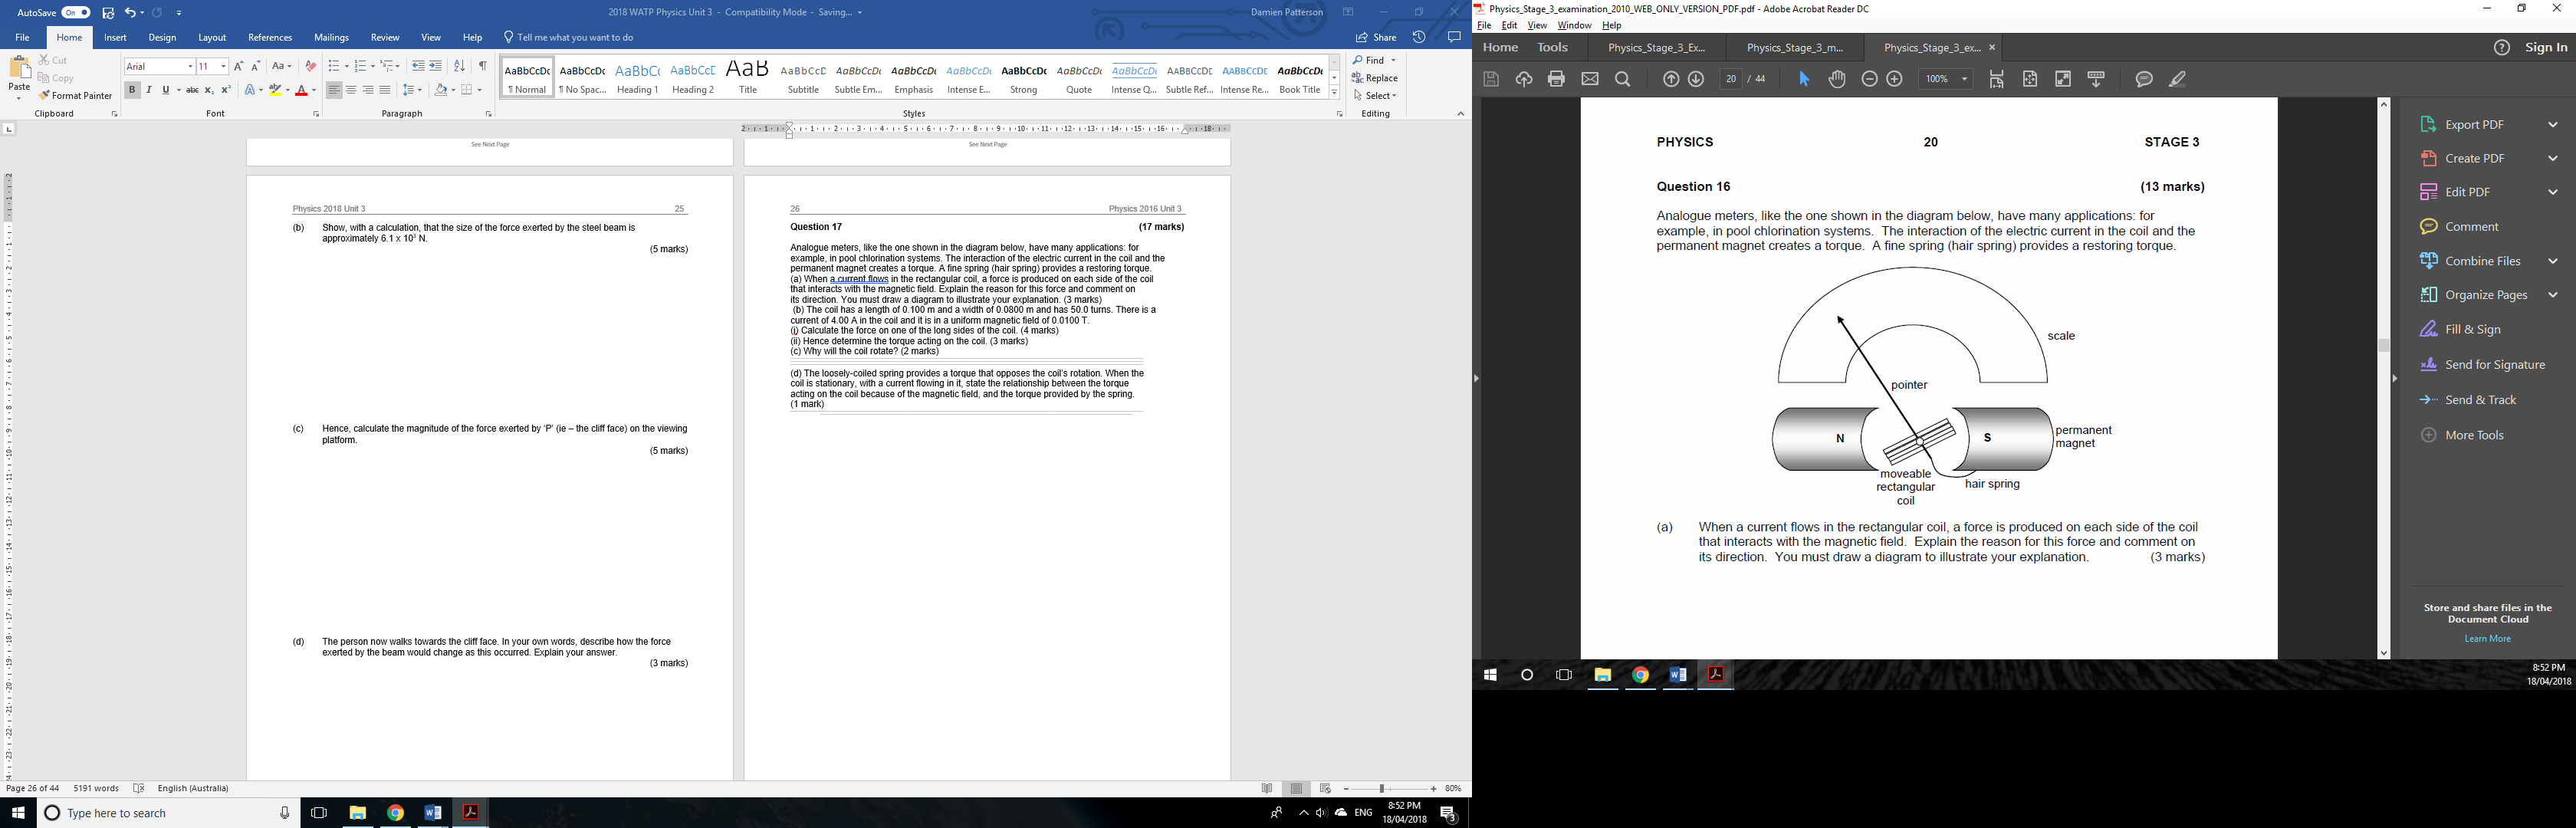 AutoSave On
2018 WATP Physics Unit 3 - Compatibility Mode - Saving...
Damien Patterson
File Home Insert Design Layout References Mailings Review View Help Tell me what you want to do
Share
Paste
Cut
Copy
Format Painter
Clipboard
Arial 11
Font
Paragraph
AaBbCcDc AaBbCcDc AaBbCc AaBbCcE AaB AaBbCcD AaBbCcDt AaBbCcDt AaBbCcDt AaBbCcDc AaBbCcDt AaBbCcDt AaBbCcDc AaBbCcDc AaBbCcDt
¶ Normal ¶ No Spac... Heading 1 Heading 2 Title Subtitle Subtle Em... Emphasis Intense E... Strong Quote Intense Q... Subtle Ref... Intense Re... Book Title
Styles
Find
Replace
Select
Editing
See Next Page
See Next Page
Physics 2018 Unit 3 25
(b) Show, with a calculation, that the size of the force exerted by the steel beam is
approximately 6.1 x 10³ N.
(5 marks)
(c) Hence, calculate the magnitude of the force exerted by ‘P’ (ie – the cliff face) on the viewing
platform.
(5 marks)
(d) The person now walks towards the cliff face. In your own words, describe how the force
exerted by the beam would change as this occurred. Explain your answer.
(3 marks)
26 Physics 2016 Unit 3
Question 17 (17 marks)
Analogue meters, like the one shown in the diagram below, have many applications: for
example, in pool chlorination systems. The interaction of the electric current in the coil and the
permanent magnet creates a torque. A fine spring (hair spring) provides a restoring torque.
(a) When a current flows in the rectangular coil, a force is produced on each side of the coil
that interacts with the magnetic field. Explain the reason for this force and comment on
its direction. You must draw a diagram to illustrate your explanation. (3 marks)
(b) The coil has a length of 0.100 m and a width of 0.0800 m and has 50.0 turns. There is a
current of 4.00 A in the coil and it is in a uniform magnetic field of 0.0100 T.
(i) Calculate the force on one of the long sides of the coil. (4 marks)
(ii) Hence determine the torque acting on the coil. (3 marks)
(c) Why will the coil rotate? (2 marks)
(d) The loosely-coiled spring provides a torque that opposes the coil’s rotation. When the
coil is stationary, with a current flowing in it, state the relationship between the torque
acting on the coil because of the magnetic field, and the torque provided by the spring.
(1 mark)
Page 26 of 44 5191 words English (Australia)
80%
Type here to search
ENG
8:52 PM
18/04/2018
3
Physics_Stage_3_examination_2010_WEB_ONLY_VERSION_PDF.pdf - Adobe Acrobat Reader DC
File Edit View Window Help
Home Tools Physics_Stage_3_Ex... Physics_Stage_3_m... Physics_Stage_3_ex... ×
Sign In
20 / 44
100%
PHYSICS 20 STAGE 3
Question 16 (13 marks)
Analogue meters, like the one shown in the diagram below, have many applications: for
example, in pool chlorination systems. The interaction of the electric current in the coil and the
permanent magnet creates a torque. A fine spring (hair spring) provides a restoring torque.
scale
pointer
N
S
permanent
magnet
moveable
rectangular
coil
hair spring
(a) When a current flows in the rectangular coil, a force is produced on each side of the coil
that interacts with the magnetic field. Explain the reason for this force and comment on
its direction. You must draw a diagram to illustrate your explanation. (3 marks)
Export PDF
Create PDF
Edit PDF
Comment
Combine Files
Organize Pages
Fill & Sign
Send for Signature
Send & Track
More Tools
Store and share files in the
Document Cloud
Learn More
8:52 PM
18/04/2018